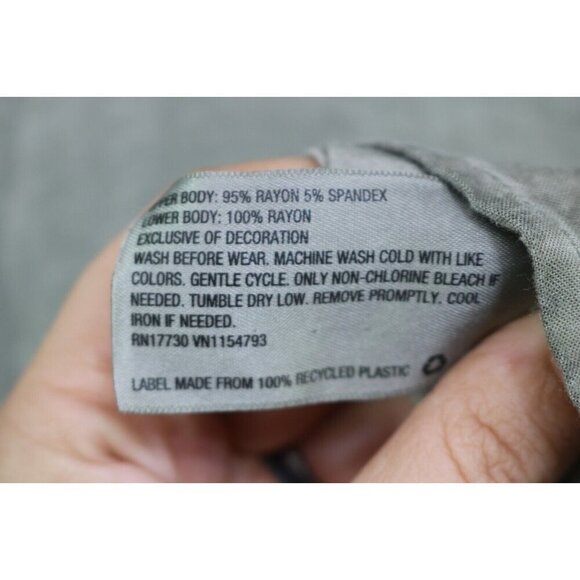 UPPER BODY: 95% RAYON 5% SPANDEX
LOWER BODY: 100% RAYON
EXCLUSIVE OF DECORATION
WASH BEFORE WEAR. MACHINE WASH COLD WITH LIKE
COLORS. GENTLE CYCLE. ONLY NON-CHLORINE BLEACH IF
NEEDED. TUMBLE DRY LOW. REMOVE PROMPTLY. COOL
IRON IF NEEDED.
RN17730 VN1154793
LABEL MADE FROM 100% RECYCLED PLASTIC